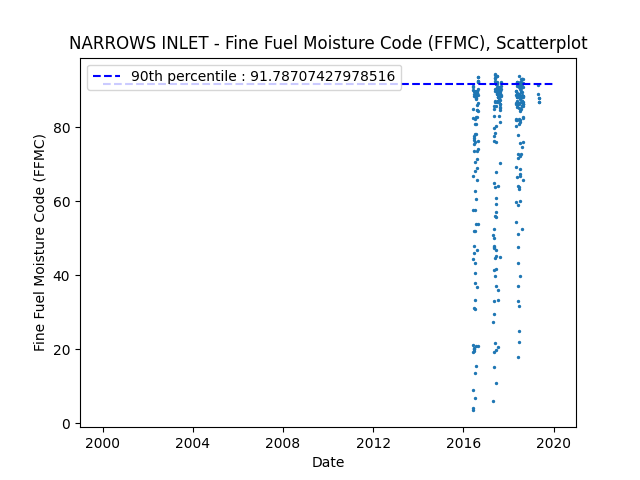 NARROWS INLET - Fine Fuel Moisture Code (FFMC), Scatterplot
90th percentile : 91.78707427978516
80
60
40
20
0
Fine Fuel Moisture Code (FFMC)
2000 2004 2008 2012 2016 2020
Date